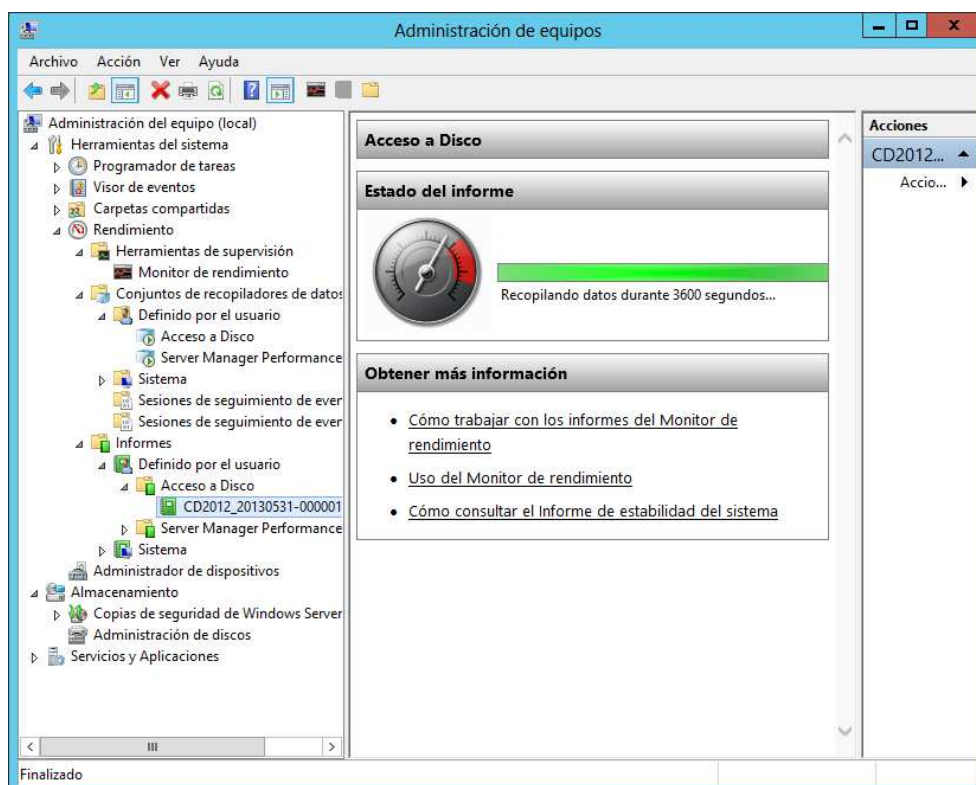 Administración de equipos
Archivo Acción Ver Ayuda
Administración del equipo (local)
Herramientas del sistema
Programador de tareas
Visor de eventos
Carpetas compartidas
Rendimiento
Herramientas de supervisión
Monitor de rendimiento
Conjuntos de recopiladores de datos
Definido por el usuario
Acceso a Disco
Server Manager Performance
Sistema
Sesiones de seguimiento de ever
Sesiones de seguimiento de ever
Informes
Definido por el usuario
Acceso a Disco
CD2012_20130531-000001
Server Manager Performance
Sistema
Administrador de dispositivos
Almacenamiento
Copias de seguridad de Windows Server
Administración de discos
Servicios y Aplicaciones
Acceso a Disco
Estado del informe
Recopilando datos durante 3600 segundos...
Obtener más información
Cómo trabajar con los informes del Monitor de
rendimiento
Uso del Monitor de rendimiento
Cómo consultar el Informe de estabilidad del sistema
Acciones
CD2012...
Accio...
Finalizado